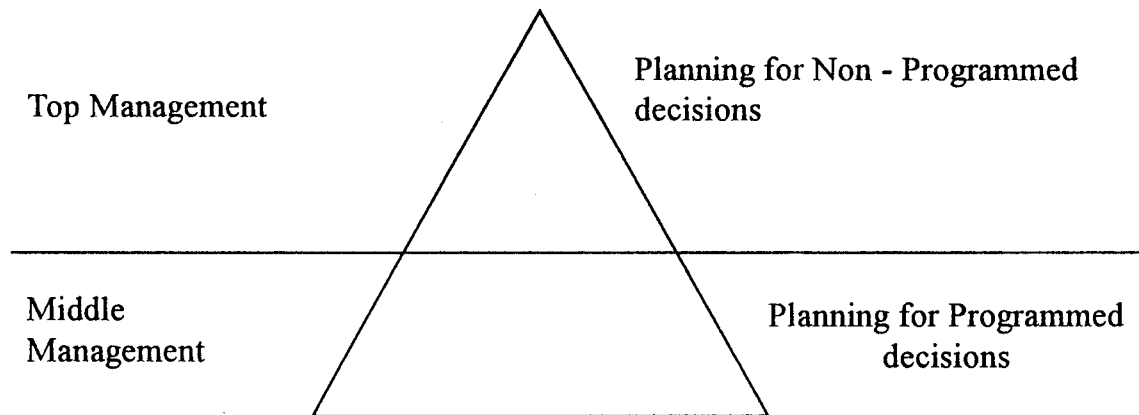 Top Management
Planning for Non - Programmed
decisions
Middle
Management
Planning for Programmed
decisions